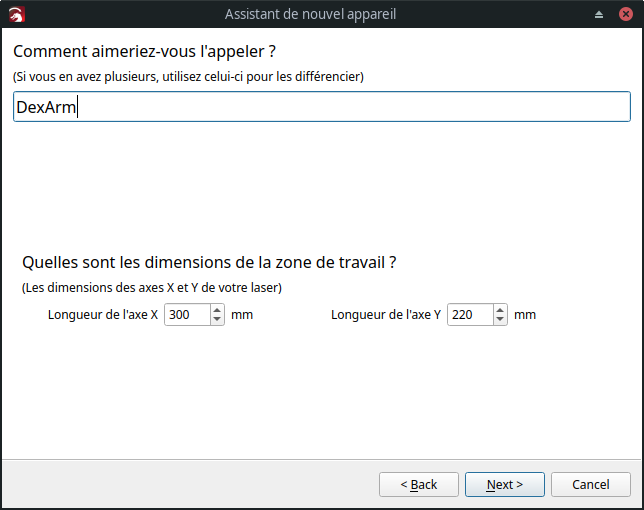 Assistant de nouvel appareil
Comment aimeriez-vous l'appeler ?
(Si vous en avez plusieurs, utilisez celui-ci pour les différencier)
DexArm
Quelles sont les dimensions de la zone de travail ?
(Les dimensions des axes X et Y de votre laser)
Longueur de l'axe X 300 mm Longueur de l'axe Y 220 mm
< Back Next > Cancel